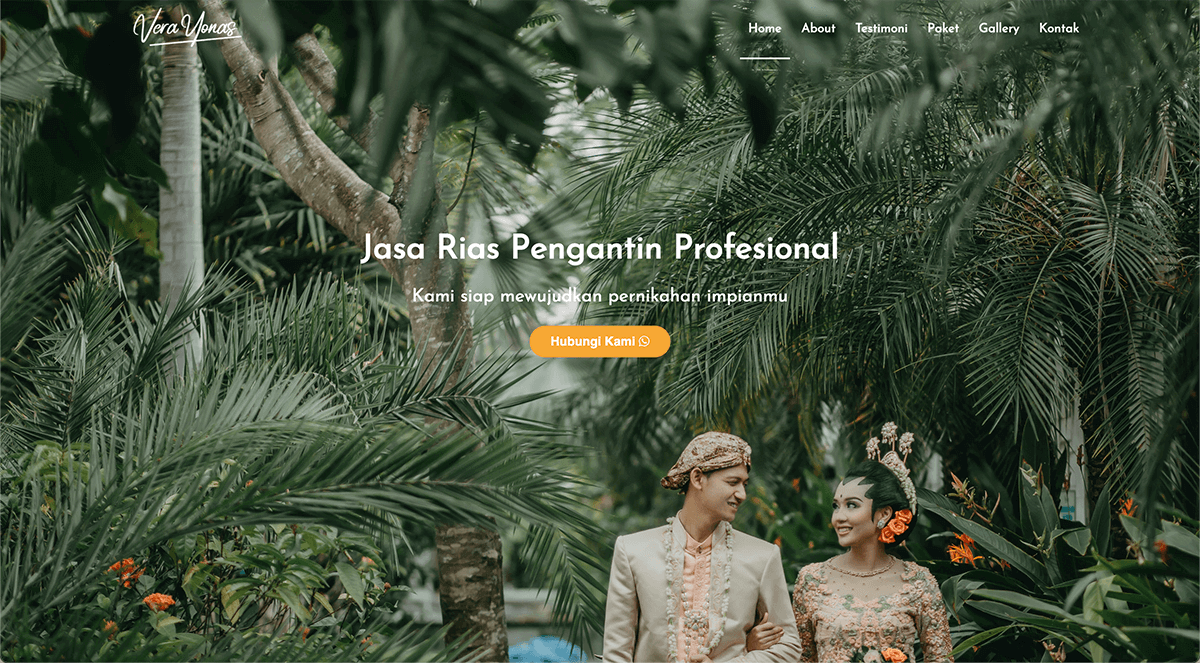 Vera Yonas
Home About Testimoni Paket Gallery Kontak
Jasa Rias Pengantin Profesional
Kami siap mewujudkan pernikahan impianmu
Hubungi Kami